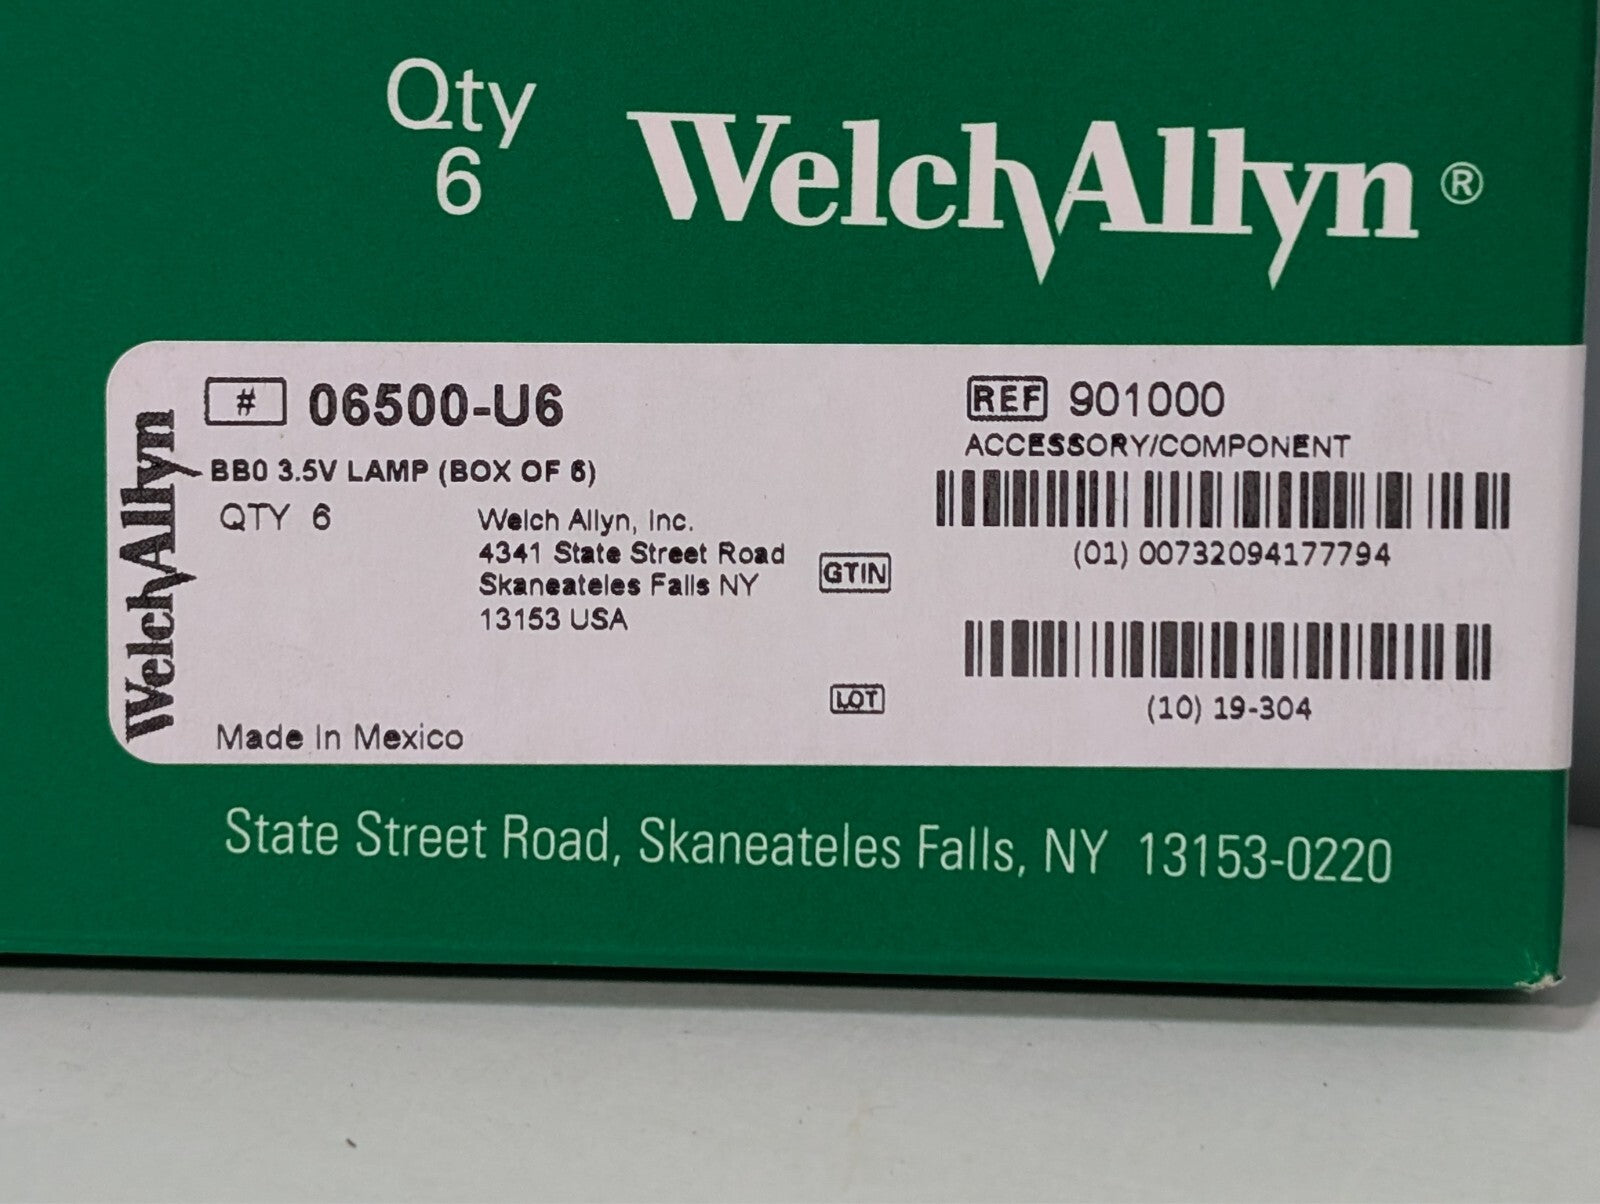 Qty
6
WelchAllyn®
WelchAllyn
# 06500-U6
BB0 3.5V LAMP (BOX OF 6)
QTY 6
Welch Allyn, Inc.
4341 State Street Road
Skaneateles Falls NY
13153 USA
Made In Mexico
REF 901000
ACCESSORY/COMPONENT
GTIN
(01) 00732094177794
LOT
(10) 19-304
State Street Road, Skaneateles Falls, NY 13153-0220